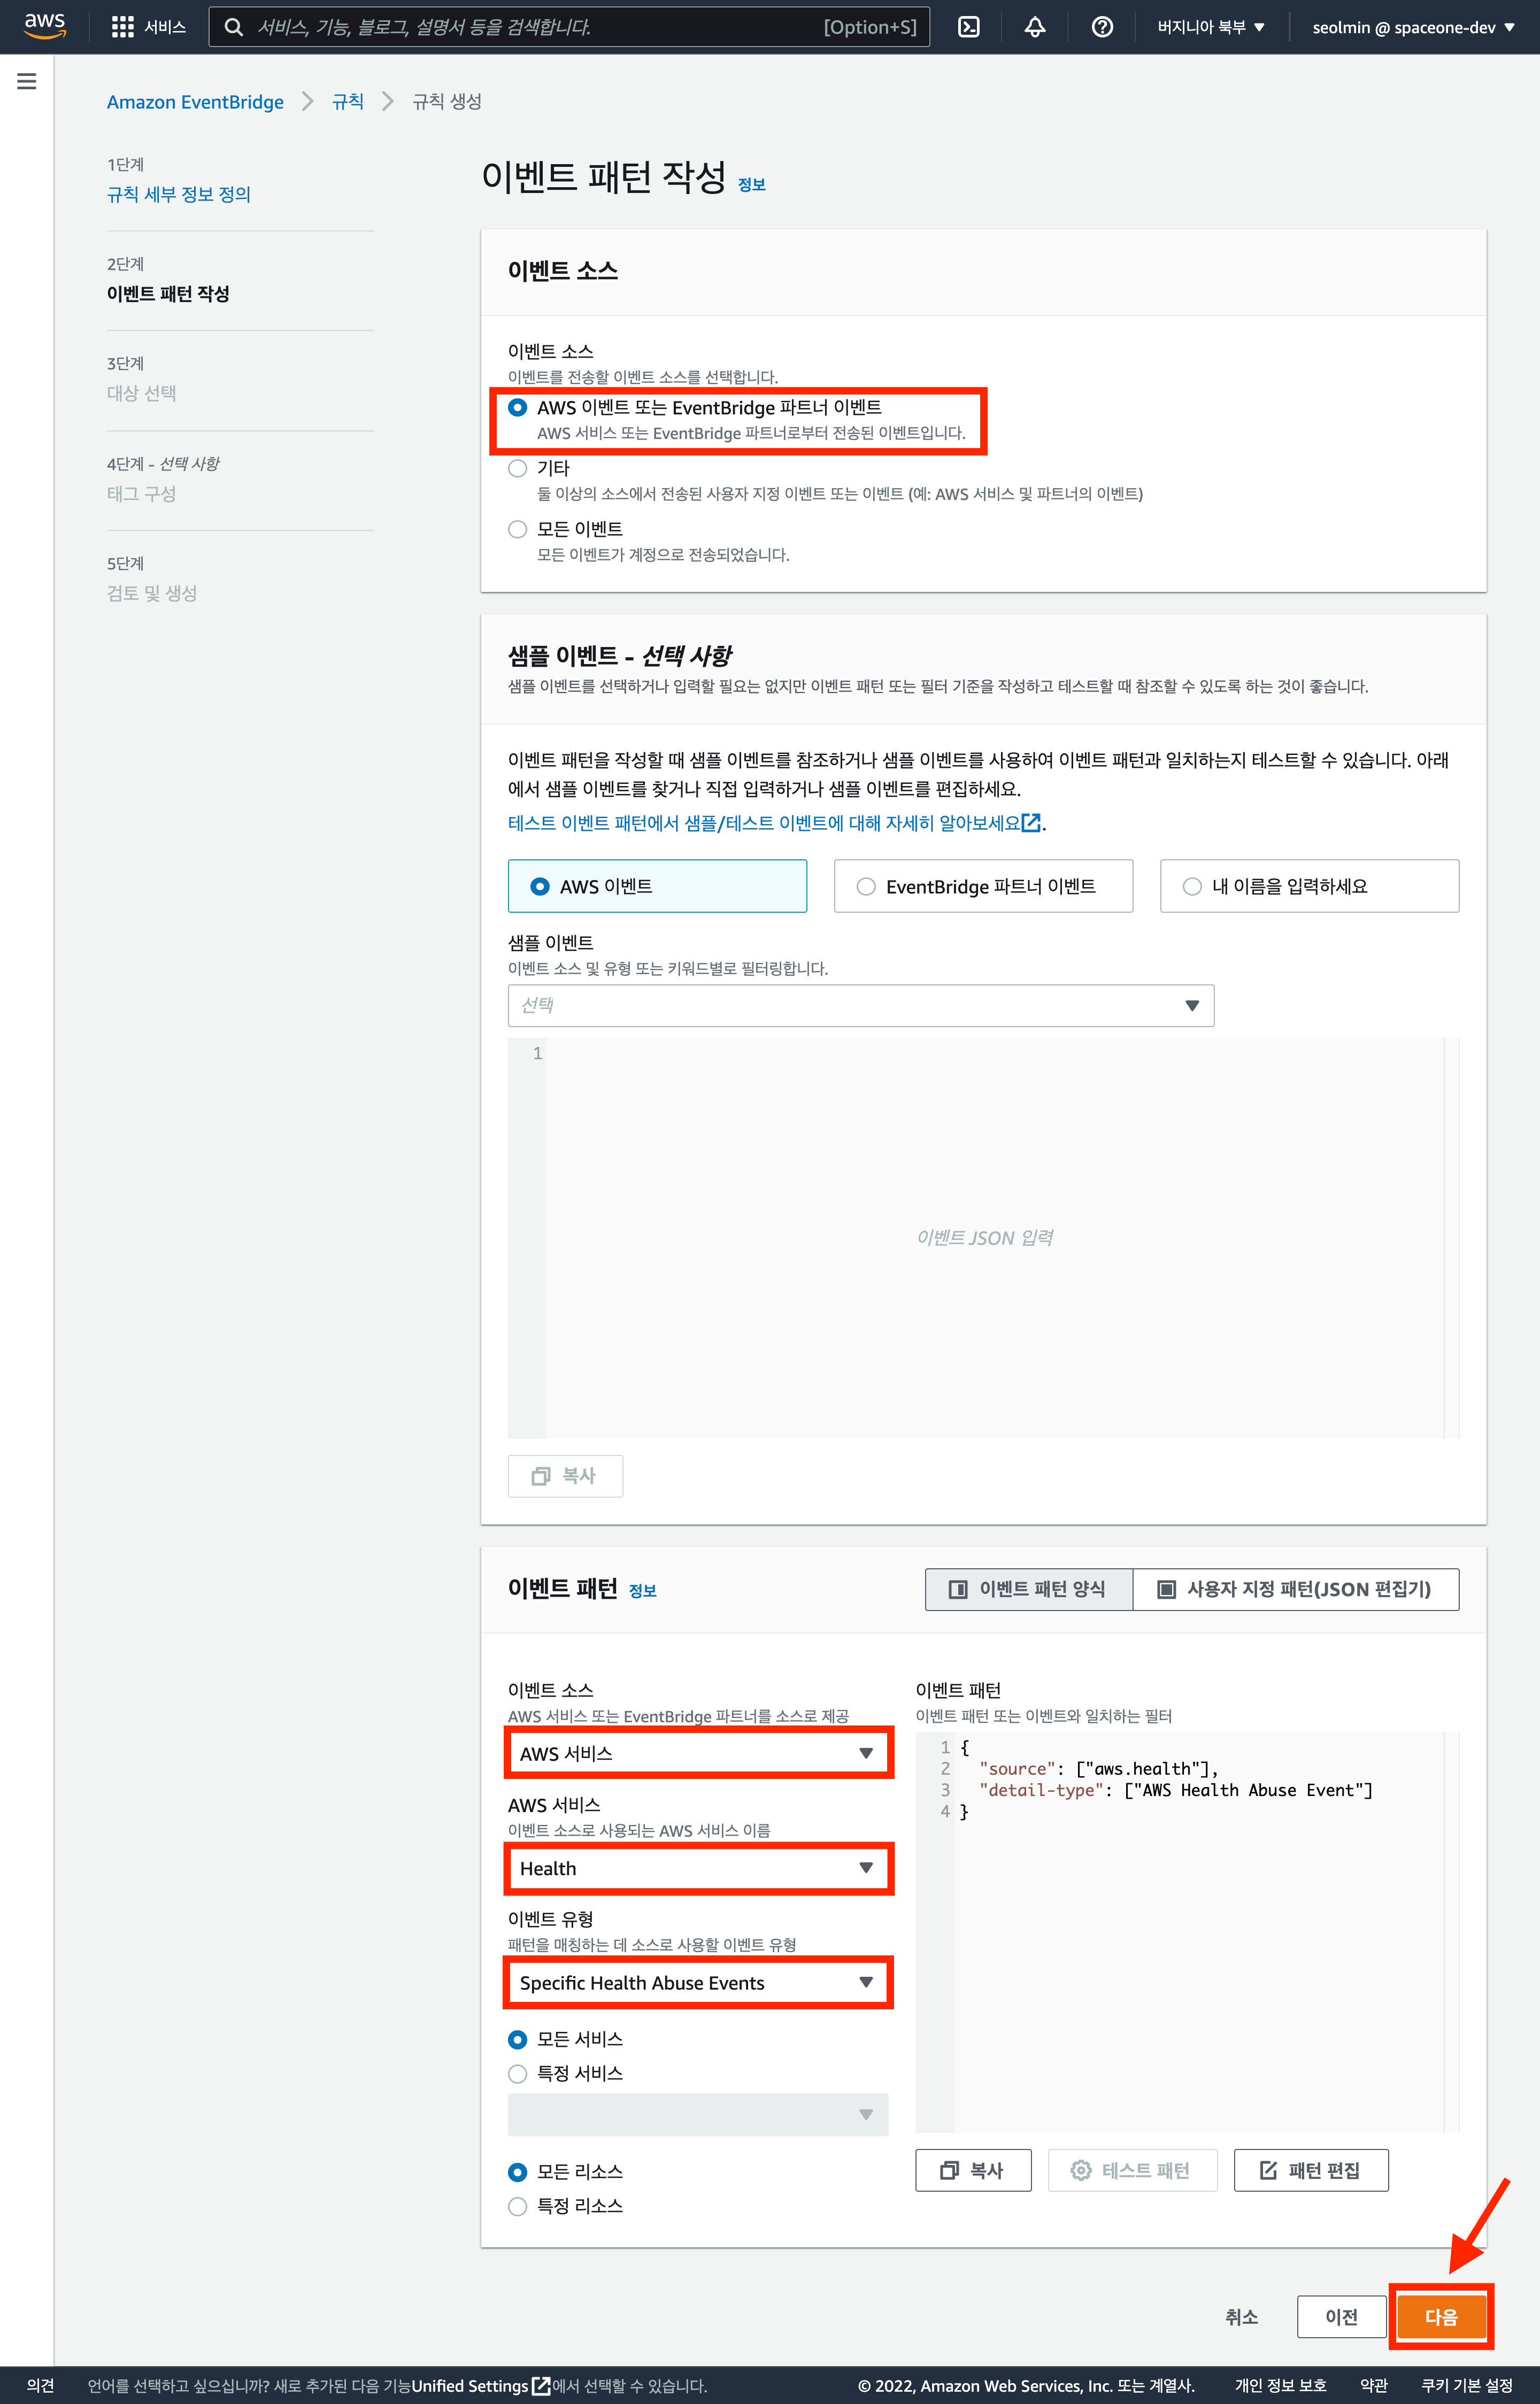 aws
서비스
서비스, 기능, 블로그, 설명서 등을 검색합니다.
[Option+S]
버지니아 북부
seolmin @ spaceone-dev
Amazon EventBridge
규칙
규칙 생성
1단계
규칙 세부 정보 정의
2단계
이벤트 패턴 작성
3단계
대상 선택
4단계 - 선택 사항
태그 구성
5단계
검토 및 생성
이벤트 패턴 작성 정보
이벤트 소스
이벤트 소스
이벤트를 전송할 이벤트 소스를 선택합니다.
AWS 이벤트 또는 EventBridge 파트너 이벤트
AWS 서비스 또는 EventBridge 파트너로부터 전송된 이벤트입니다.
기타
둘 이상의 소스에서 전송된 사용자 지정 이벤트 또는 이벤트 (예: AWS 서비스 및 파트너의 이벤트)
모든 이벤트
모든 이벤트가 계정으로 전송되었습니다.
샘플 이벤트 - 선택 사항
샘플 이벤트를 선택하거나 입력할 필요는 없지만 이벤트 패턴 또는 필터 기준을 작성하고 테스트할 때 참조할 수 있도록 하는 것이 좋습니다.
이벤트 패턴을 작성할 때 샘플 이벤트를 참조하거나 샘플 이벤트를 사용하여 이벤트 패턴과 일치하는지 테스트할 수 있습니다. 아래
에서 샘플 이벤트를 찾거나 직접 입력하거나 샘플 이벤트를 편집하세요.
테스트 이벤트 패턴에서 샘플/테스트 이벤트에 대해 자세히 알아보세요.
AWS 이벤트
EventBridge 파트너 이벤트
내 이름을 입력하세요
샘플 이벤트
이벤트 소스 및 유형 또는 키워드별로 필터링합니다.
선택
1
이벤트 JSON 입력
복사
이벤트 패턴 정보
이벤트 패턴 양식
사용자 지정 패턴(JSON 편집기)
이벤트 소스
AWS 서비스 또는 EventBridge 파트너를 소스로 제공
AWS 서비스
AWS 서비스
이벤트 소스로 사용되는 AWS 서비스 이름
Health
이벤트 유형
패턴을 매칭하는 데 소스로 사용할 이벤트 유형
Specific Health Abuse Events
모든 서비스
특정 서비스
모든 리소스
특정 리소스
이벤트 패턴
이벤트 패턴 또는 이벤트와 일치하는 필터
1 {
2 "source": ["aws.health"],
3 "detail-type": ["AWS Health Abuse Event"]
4 }
복사
테스트 패턴
패턴 편집
취소
이전
다음
의견
언어를 선택하고 싶으십니까? 새로 추가된 다음 기능Unified Settings에서 선택할 수 있습니다.
© 2022, Amazon Web Services, Inc. 또는 계열사.
개인 정보 보호
약관
쿠키 기본 설정